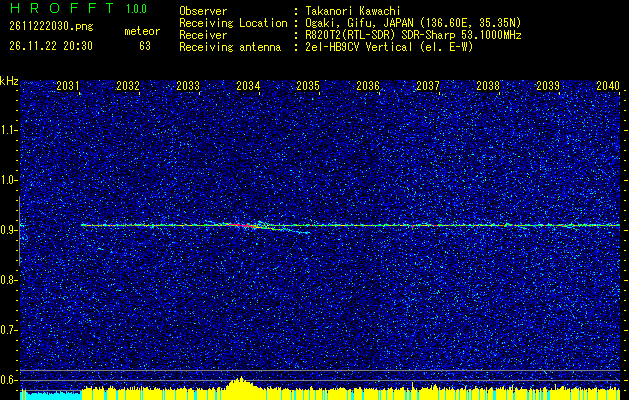 H R O F F T 1.0.0
2611222030.png
meteor
26.11.22 20:30
63
Observer : Takanori Kawachi
Receiving Location : Ogaki, Gifu, JAPAN (136.60E, 35.35N)
Receiver : R820T2(RTL-SDR) SDR-Sharp 53.1000MHz
Receiving antenna : 2el-HB9CV Vertical (el. E-W)
kHz
2031 2032 2033 2034 2035 2036 2037 2038 2039 2040
1.1
1.0
0.9
0.8
0.7
0.6